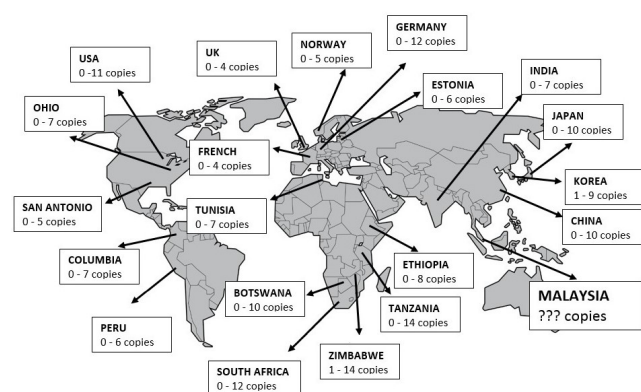 GERMANY
0 - 12 copies
NORWAY
0 - 5 copies
UK
0 - 4 copies
USA
0 -11 copies
INDIA
0 - 7 copies
ESTONIA
0 - 6 copies
OHIO
0 - 7 copies
JAPAN
0 - 10 copies
FRENCH
0 - 4 copies
KOREA
1 - 9 copies
SAN ANTONIO
0 - 5 copies
TUNISIA
0 - 7 copies
CHINA
0 - 10 copies
COLUMBIA
0 - 7 copies
ETHIOPIA
0 - 8 copies
BOTSWANA
0 - 10 copies
TANZANIA
0 - 14 copies
MALAYSIA
??? copies
PERU
0 - 6 copies
ZIMBABWE
1 - 14 copies
SOUTH AFRICA
0 - 12 copies